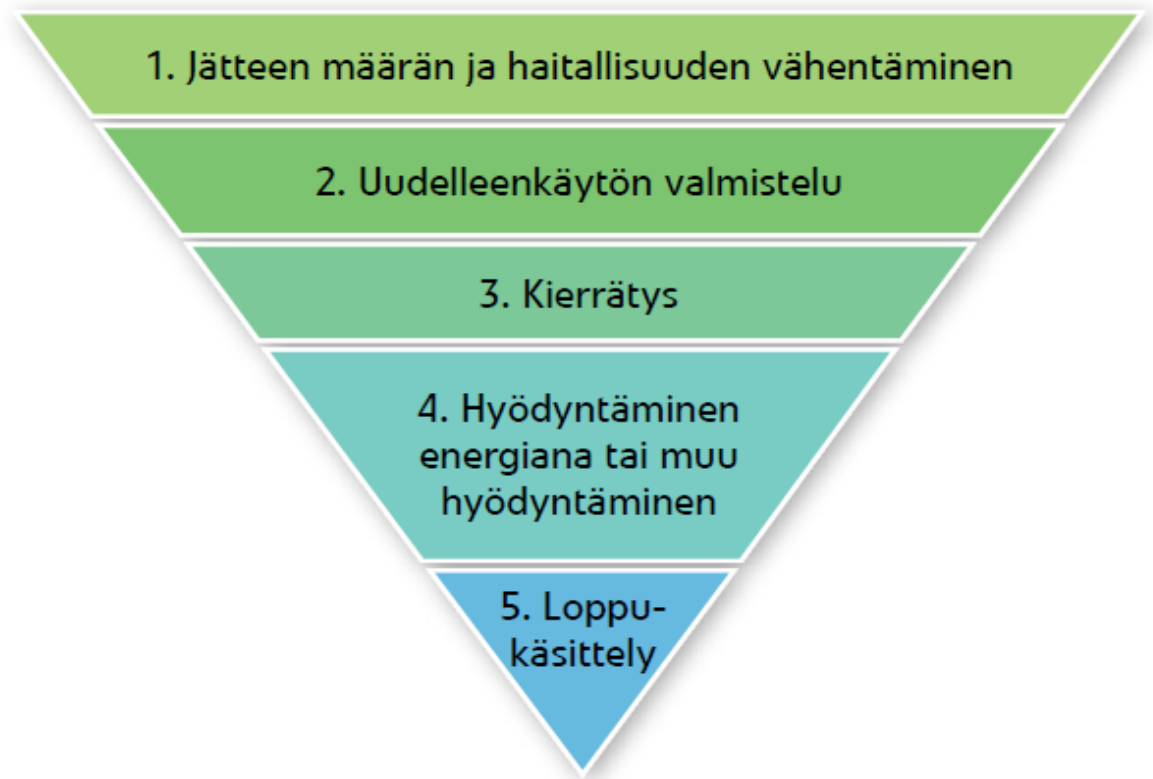 1. Jätteen määrän ja haitallisuuden vähentäminen
2. Uudelleenkäytön valmistelu
3. Kierrätys
4. Hyödyntäminen
energiana tai muu
hyödyntäminen
5. Loppu-
käsittely